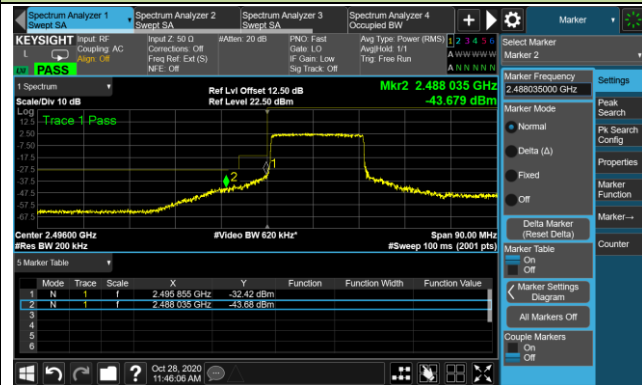 Spectrum Analyzer 1
Swept SA
Spectrum Analyzer 2
Swept SA
Spectrum Analyzer 3
Swept SA
Spectrum Analyzer 4
Occupied BW
+
Marker
KEYSIGHT
L
LXI
PASS
Input: RF
Coupling: AC
Align: Off
Input Z: 50 Ω
Corrections: Off
Freq Ref: Ext (S)
NFE: Off
#Atten: 20 dB
PNO: Fast
Gate: LO
IF Gain: Low
Sig Track: Off
Avg Type: Power (RMS)
Avg|Hold: 1/1
Trig: Free Run
1 2 3 4 5 6
A W W W W W
A N N N N N
1 Spectrum
Scale/Div 10 dB
Ref Lvl Offset 12.50 dB
Ref Level 22.50 dBm
Mkr2 2.488 035 GHz
-43.679 dBm
Log
Trace 1 Pass
12.5
2.50
-7.50
-17.5
-27.5
-37.5
-47.5
-57.5
-67.5
2
1
Center 2.49600 GHz
#Res BW 200 kHz
#Video BW 620 kHz*
Span 90.00 MHz
#Sweep 100 ms (2001 pts)
5 Marker Table
Mode Trace Scale X Y Function Function Width Function Value
1 N 1 f 2.495 855 GHz -32.42 dBm
2 N 1 f 2.488 035 GHz -43.68 dBm
3
4
5
6
Oct 28, 2020
11:46:06 AM
?
Select Marker
Marker 2
Marker Frequency
2.488035000 GHz
Marker Mode
Normal
Delta (Δ)
Fixed
Off
Delta Marker
(Reset Delta)
Marker Table
On
Off
Marker Settings
Diagram
All Markers Off
Couple Markers
On
Off
Settings
Peak
Search
Pk Search
Config
Properties
Marker
Function
Marker→
Counter